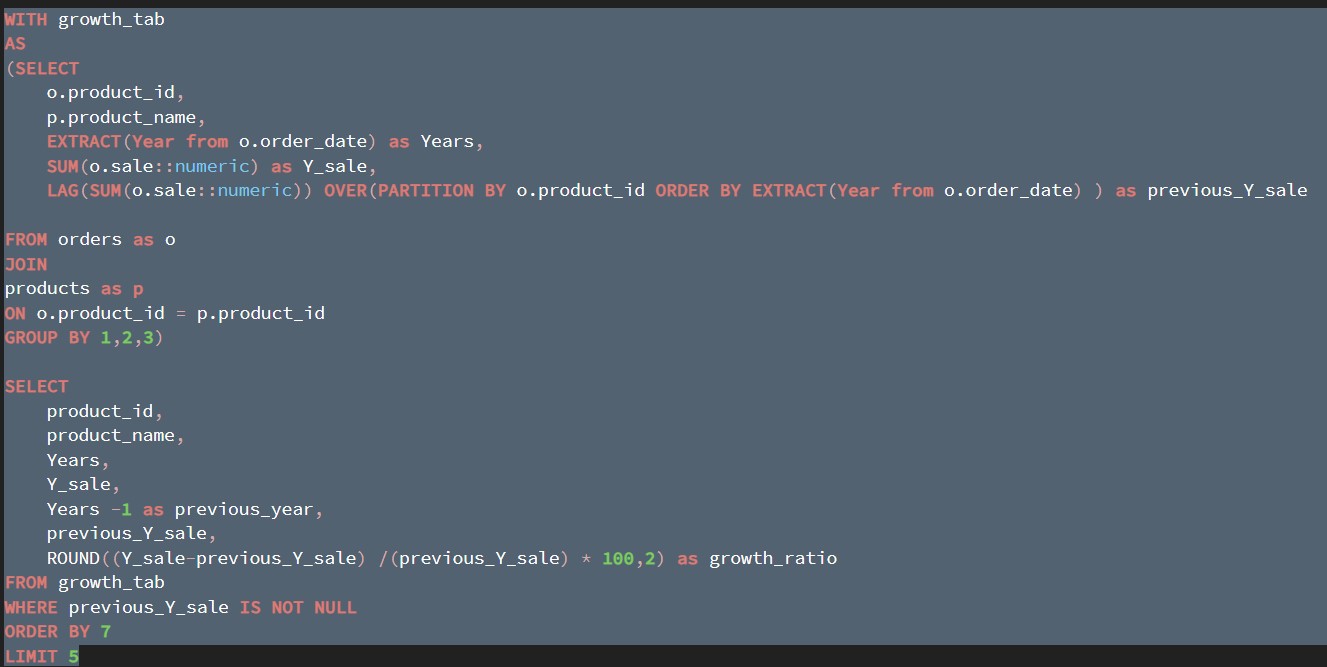 WITH growth_tab
AS
(SELECT
o.product_id,
p.product_name,
EXTRACT(Year from o.order_date) as Years,
SUM(o.sale::numeric) as Y_sale,
LAG(SUM(o.sale::numeric)) OVER(PARTITION BY o.product_id ORDER BY EXTRACT(Year from o.order_date) ) as previous_Y_sale
FROM orders as o
JOIN
products as p
ON o.product_id = p.product_id
GROUP BY 1,2,3)
SELECT
product_id,
product_name,
Years,
Y_sale,
Years -1 as previous_year,
previous_Y_sale,
ROUND((Y_sale-previous_Y_sale) /(previous_Y_sale) * 100,2) as growth_ratio
FROM growth_tab
WHERE previous_Y_sale IS NOT NULL
ORDER BY 7
LIMIT 5